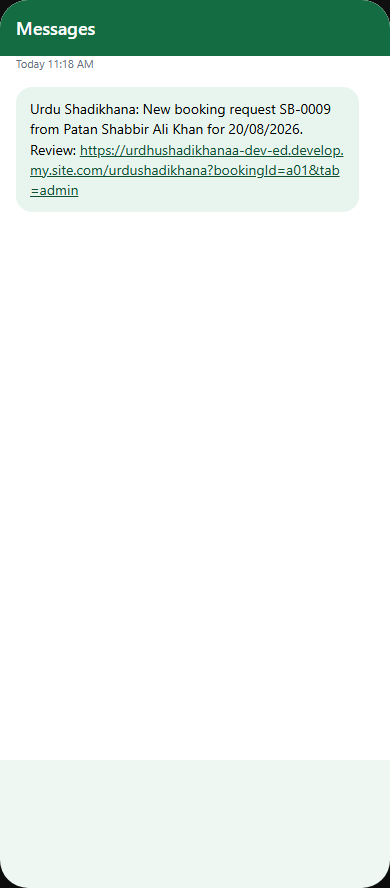 Messages
Today 11:18 AM
Urdu Shadikhana: New booking request SB-0009
from Patan Shabbir Ali Khan for 20/08/2026.
Review: https://urdhushadikhanaa-dev-ed.develop.
my.site.com/urdushadikhana?bookingId=a01&tab
=admin